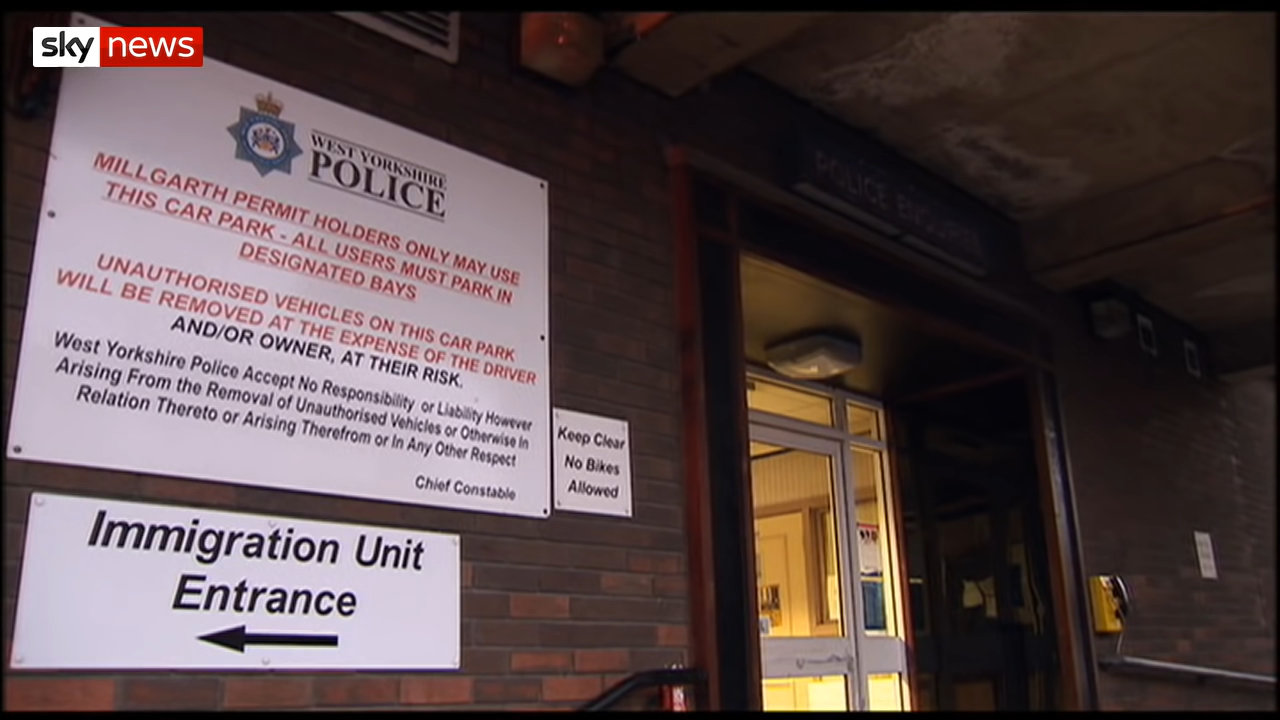 sky news
WEST YORKSHIRE
POLICE
MILLGARTH PERMIT HOLDERS ONLY MAY USE
THIS CAR PARK - ALL USERS MUST PARK IN
DESIGNATED BAYS
UNAUTHORISED VEHICLES ON THIS CAR PARK
WILL BE REMOVED AT THE EXPENSE OF THE DRIVER
AND/OR OWNER, AT THEIR RISK.
West Yorkshire Police Accept No Responsibility or Liability However
Arising From the Removal of Unauthorised Vehicles or Otherwise In
Relation Thereto or Arising Therefrom or In Any Other Respect
Chief Constable
Keep Clear
No Bikes
Allowed
Immigration Unit
Entrance
POLICE